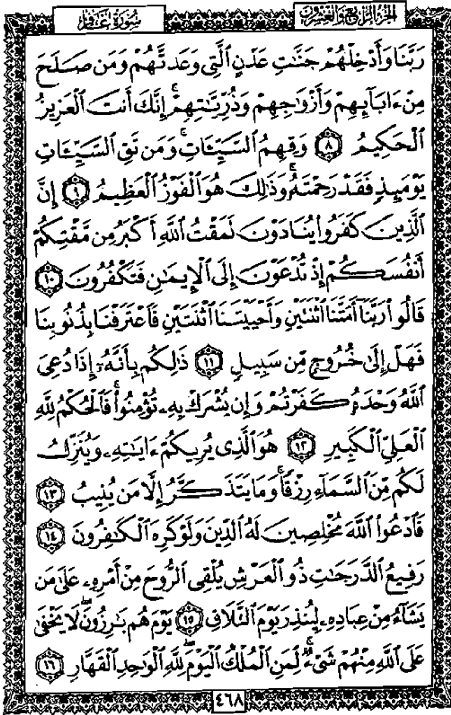 الجزء الرابع والعشرون
سورة غافر
رَبَّنَا وَأَدْخِلْهُمْ جَنَّٰتِ عَدْنٍ ٱلَّتِى وَعَدتَّهُمْ وَمَن صَلَحَ
مِنْ ءَابَآئِهِمْ وَأَزْوَٰجِهِمْ وَذُرِّيَّٰتِهِمْ ۚ إِنَّكَ أَنتَ ٱلْعَزِيزُ
ٱلْحَكِيمُ ٨ وَقِهِمُ ٱلسَّيِّـَٔاتِ ۚ وَمَن تَقِ ٱلسَّيِّـَٔاتِ
يَوْمَئِذٍ فَقَدْ رَحِمْتَهُۥ ۚ وَذَٰلِكَ هُوَ ٱلْفَوْزُ ٱلْعَظِيمُ ٩ إِنَّ
ٱلَّذِينَ كَفَرُوا۟ يُنَادَوْنَ لَمَقْتُ ٱللَّهِ أَكْبَرُ مِن مَّقْتِكُمْ
أَنفُسَكُمْ إِذْ تُدْعَوْنَ إِلَى ٱلْإِيمَٰنِ فَتَكْفُرُونَ ١٠
قَالُوا۟ رَبَّنَآ أَمَتَّنَا ٱثْنَتَيْنِ وَأَحْيَيْتَنَا ٱثْنَتَيْنِ فَٱعْتَرَفْنَا بِذُنُوبِنَا
فَهَلْ إِلَىٰ خُرُوجٍ مِّن سَبِيلٍ ١١ ذَٰلِكُم بِأَنَّهُۥٓ إِذَا دُعِىَ
ٱللَّهُ وَحْدَهُۥ كَفَرْتُمْ ۖ وَإِن يُشْرَكْ بِهِۦ تُؤْمِنُوا۟ ۚ فَٱلْحُكْمُ لِلَّهِ
ٱلْعَلِىِّ ٱلْكَبِيرِ ١٢ هُوَ ٱلَّذِى يُرِيكُمْ ءَايَٰتِهِۦ وَيُنَزِّلُ
لَكُم مِّنَ ٱلسَّمَآءِ رِزْقًا ۚ وَمَا يَتَذَكَّرُ إِلَّا مَن يُنِيبُ ١٣
فَٱدْعُوا۟ ٱللَّهَ مُخْلِصِينَ لَهُ ٱلدِّينَ وَلَوْ كَرِهَ ٱلْكَٰفِرُونَ ١٤
رَفِيعُ ٱلدَّرَجَٰتِ ذُو ٱلْعَرْشِ يُلْقِى ٱلرُّوحَ مِنْ أَمْرِهِۦ عَلَىٰ مَن
يَشَآءُ مِنْ عِبَادِهِۦ لِيُنذِرَ يَوْمَ ٱلتَّلَاقِ ١٥ يَوْمَ هُم بَٰرِزُونَ ۖ لَا يَخْفَىٰ
عَلَى ٱللَّهِ مِنْهُمْ شَىْءٌ ۚ لِّمَنِ ٱلْمُلْكُ ٱلْيَوْمَ ۖ لِلَّهِ ٱلْوَٰحِدِ ٱلْقَهَّارِ ١٦
٤٦٨